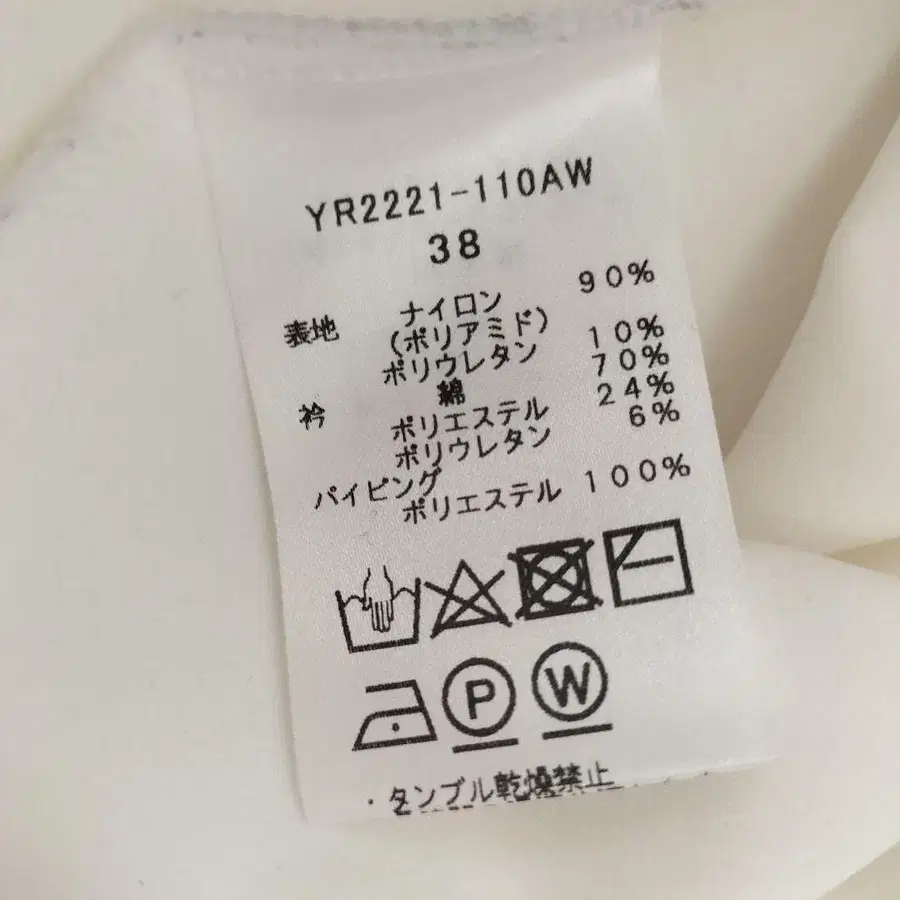 YR2221-110AW
38
表地 ナイロン 90%
(ポリアミド)
ポリウレタン 10%
衿 綿 70%
ポリエステル 24%
ポリウレタン 6%
パイピング
ポリエステル 100%
P W
・タンブル乾燥禁止